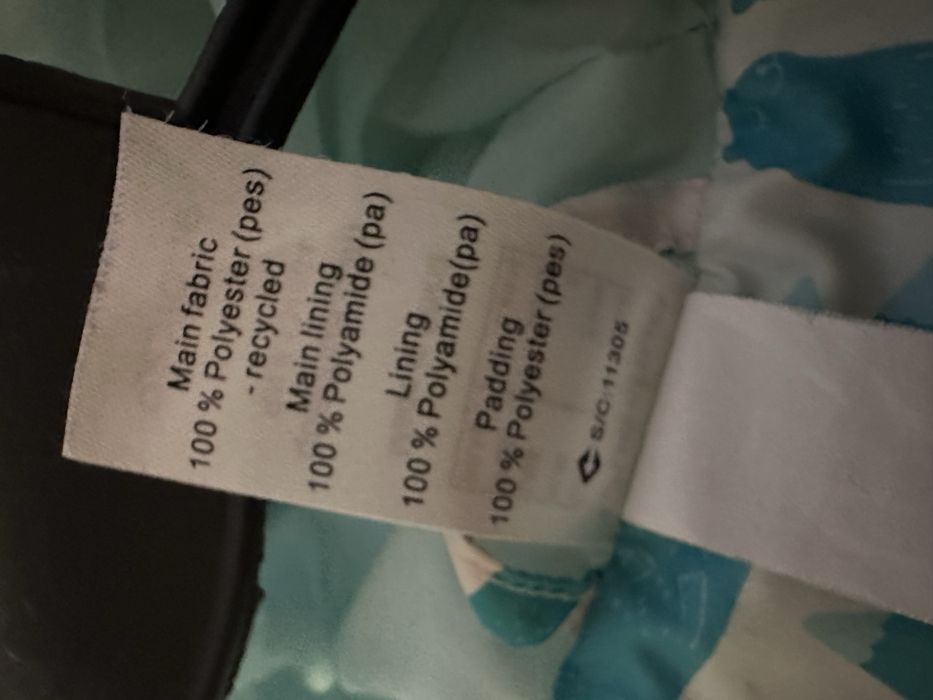 Main fabric
100 % Polyester (pes)
- recycled
Main lining
100 % Polyamide (pa)
Lining
100 % Polyamide(pa)
Padding
100 % Polyester (pes)
S/C:11305